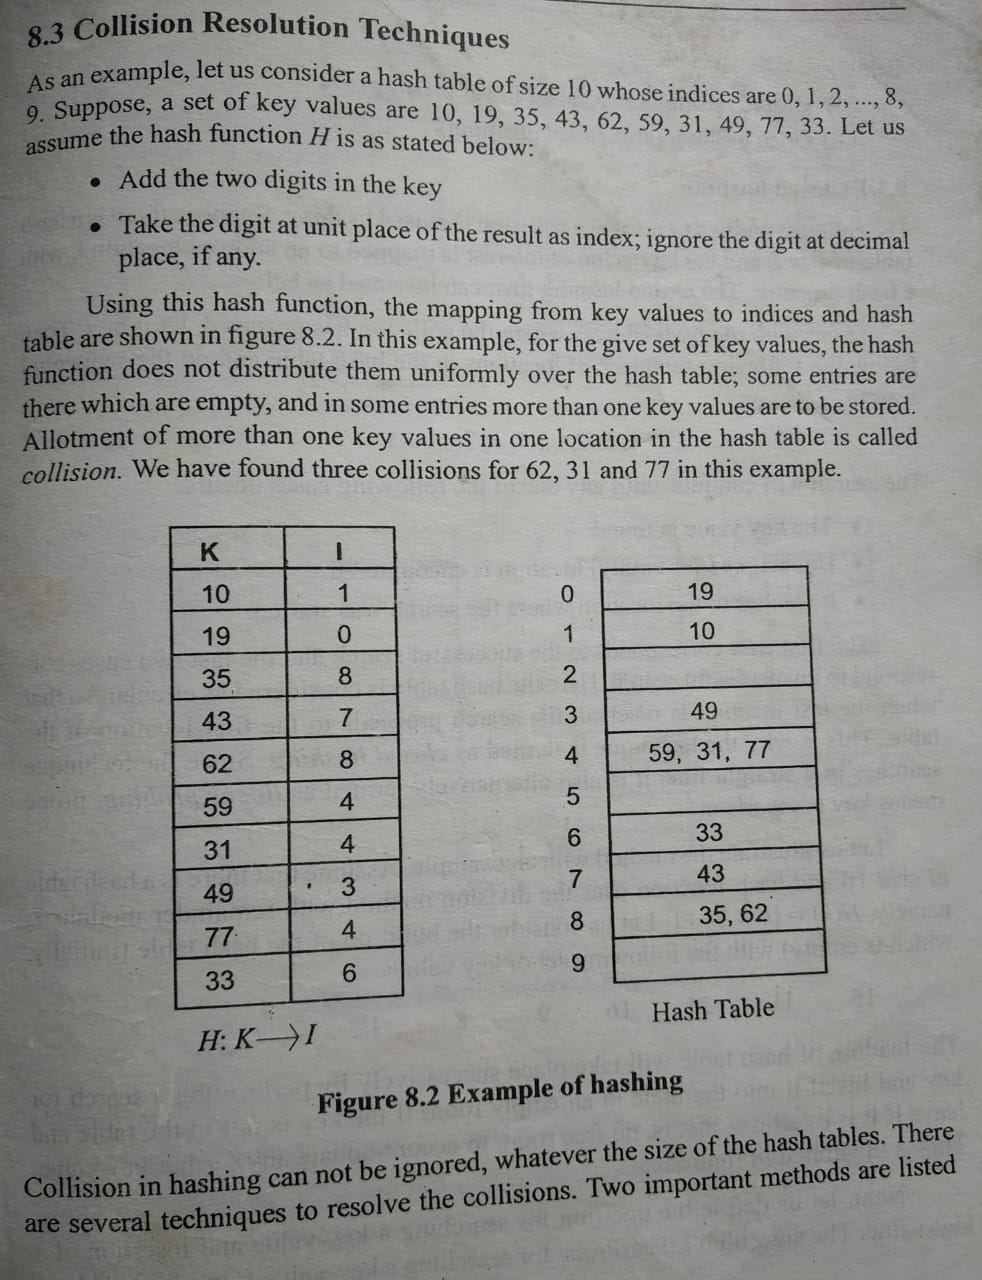 8.3 Collision Resolution Techniques
As an example, let us consider a hash table of size 10 whose indices are 0, 1, 2, ..., 8,
9. Suppose, a set of key values are 10, 19, 35, 43, 62, 59, 31, 49, 77, 33. Let us
assume the hash function H is as stated below:
• Add the two digits in the key
• Take the digit at unit place of the result as index; ignore the digit at decimal
place, if any.
Using this hash function, the mapping from key values to indices and hash
table are shown in figure 8.2. In this example, for the give set of key values, the hash
function does not distribute them uniformly over the hash table; some entries are
there which are empty, and in some entries more than one key values are to be stored.
Allotment of more than one key values in one location in the hash table is called
collision. We have found three collisions for 62, 31 and 77 in this example.
K I
10 1
19 0
35 8
43 7
62 8
59 4
31 4
49 3
77 4
33 6
H: K→I
0 19
1 10
2
3 49
4 59, 31, 77
5
6 33
7 43
8 35, 62
9
Hash Table
Figure 8.2 Example of hashing
Collision in hashing can not be ignored, whatever the size of the hash tables. There
are several techniques to resolve the collisions. Two important methods are listed